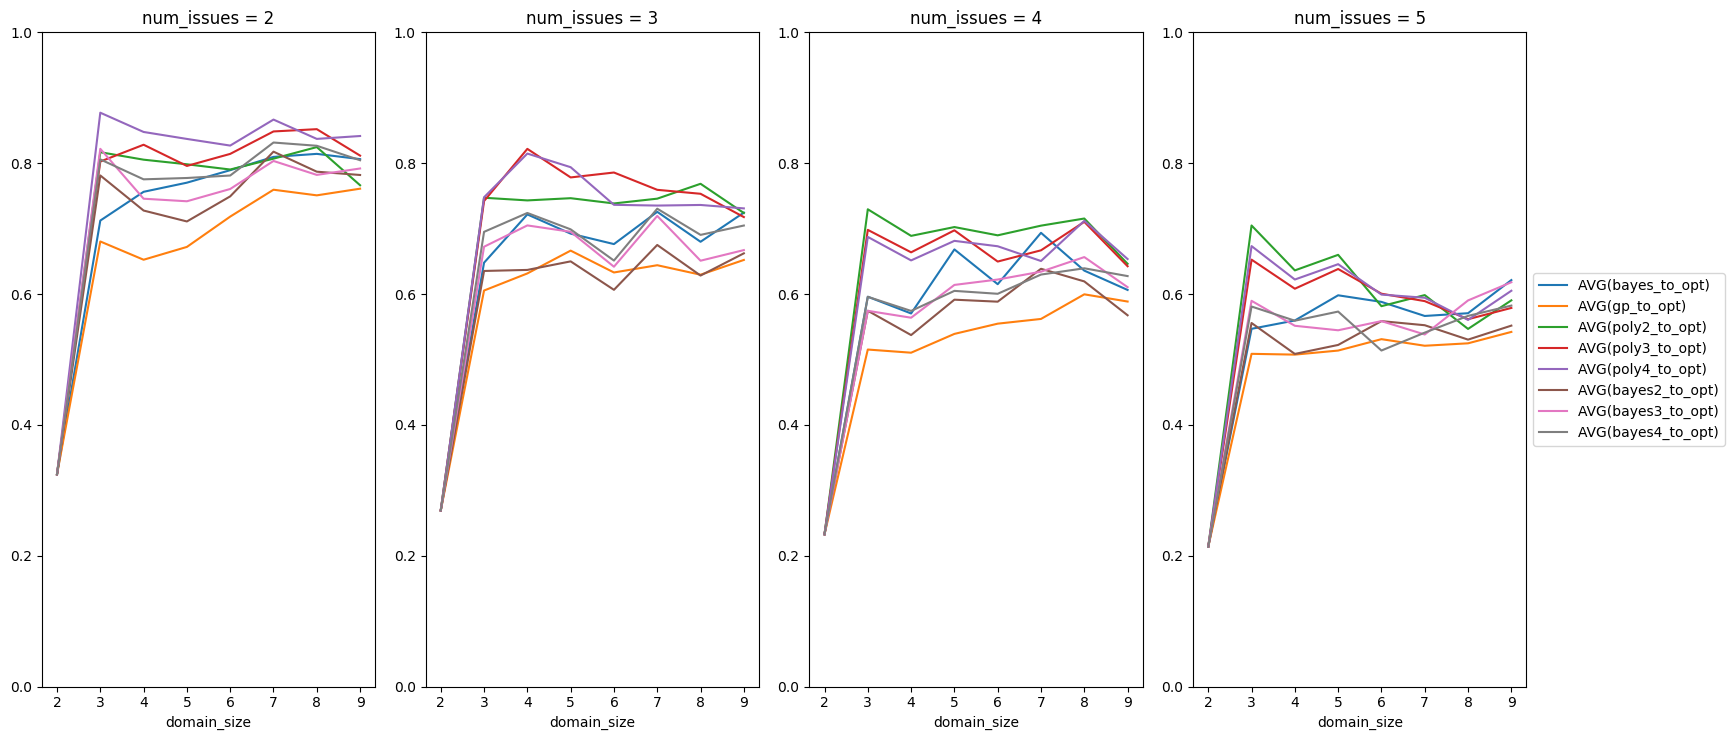 num_issues = 2
num_issues = 3
num_issues = 4
num_issues = 5
1.0
0.8
0.6
0.4
0.2
0.0
2 3 4 5 6 7 8 9
domain_size
1.0
0.8
0.6
0.4
0.2
0.0
2 3 4 5 6 7 8 9
domain_size
1.0
0.8
0.6
0.4
0.2
0.0
2 3 4 5 6 7 8 9
domain_size
1.0
0.8
0.6
0.4
0.2
0.0
2 3 4 5 6 7 8 9
domain_size
AVG(bayes_to_opt)
AVG(gp_to_opt)
AVG(poly2_to_opt)
AVG(poly3_to_opt)
AVG(poly4_to_opt)
AVG(bayes2_to_opt)
AVG(bayes3_to_opt)
AVG(bayes4_to_opt)